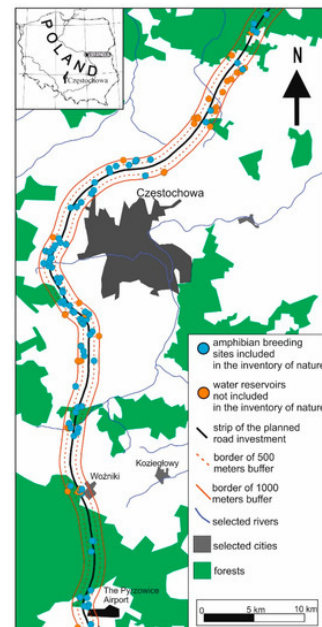 POLAND
Częstochowa
N
Częstochowa
amphibian breeding
sites included
in the inventory of nature
water reservoirs
not included
in the inventory of nature
strip of the planned
road investment
border of 500
meters buffer
border of 1000
meters buffer
selected rivers
selected cities
forests
Woźniki
Koziegłowy
The Pyrzowice
Airport
0 5 km 10 km